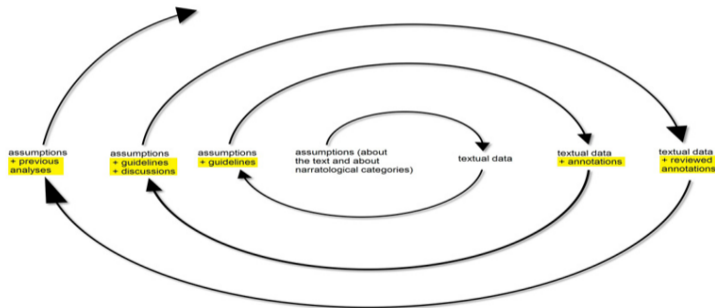 assumptions
+ previous
analyses
assumptions
+ guidelines
+ discussions
assumptions
+ guidelines
assumptions (about
the text and about
narratological categories)
textual data
textual data
+ annotations
textual data
+ reviewed
annotations